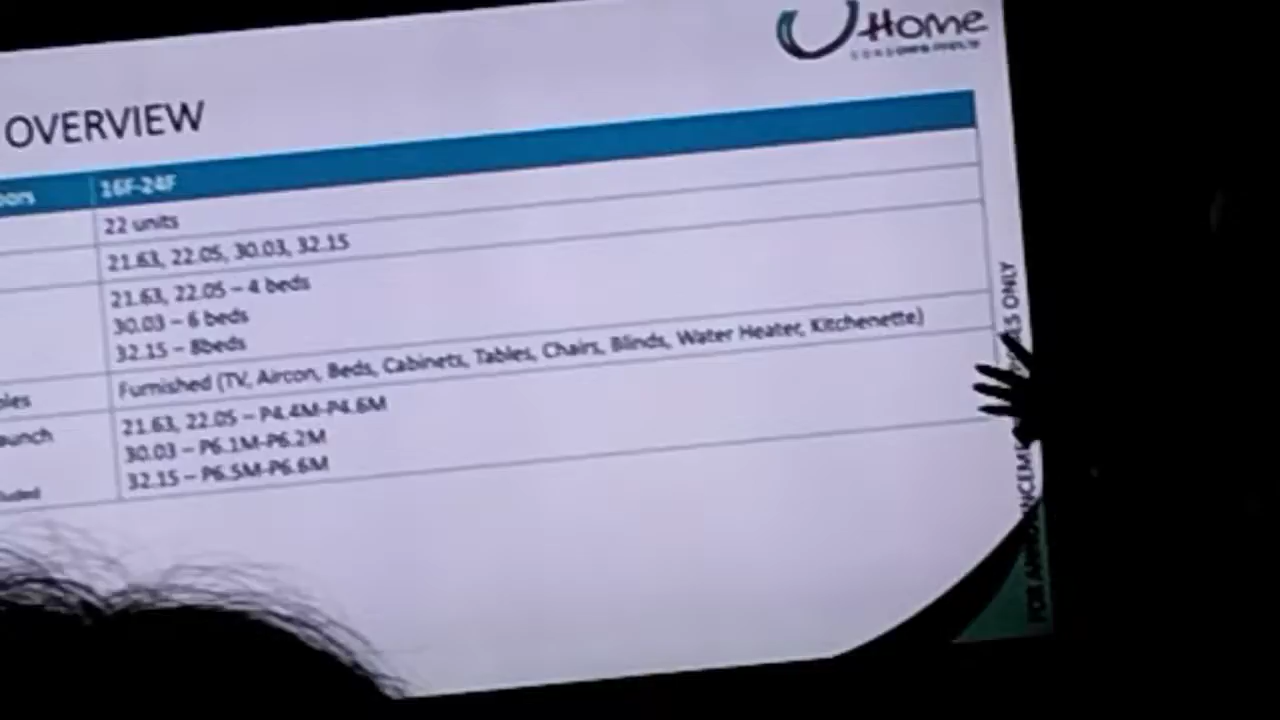 Home
OVERVIEW
16F-24F
22 units
21.63, 22.05, 30.03, 32.15
21.63, 22.05 – 4 beds
30.03 – 6 beds
32.15 – 8beds
Furnished (TV, Aircon, Beds, Cabinets, Tables, Chairs, Blinds, Water Heater, Kitchenette)
21.63, 22.05 – P4.4M-P4.6M
30.03 – P6.1M-P6.2M
32.15 – P6.5M-P6.6M
FOR ONLY